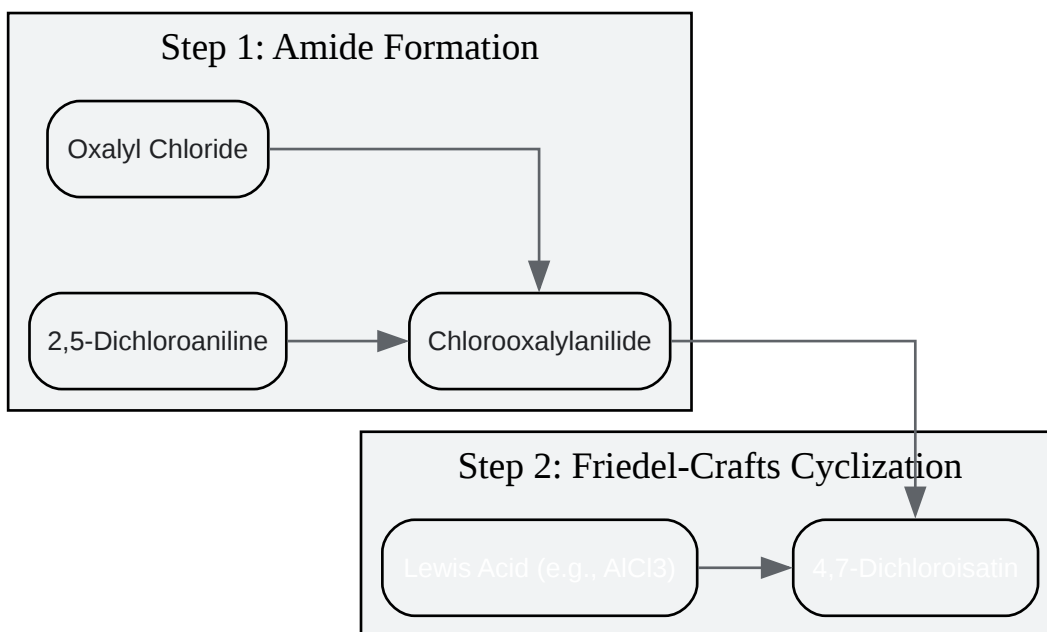 Step 1: Amide Formation
Oxalyl Chloride
2,5-Dichloroaniline
Chlorooxalylanilide
Step 2: Friedel-Crafts Cyclization
Lewis Acid (e.g., AlCl3)
4,7-Dichloroisatin